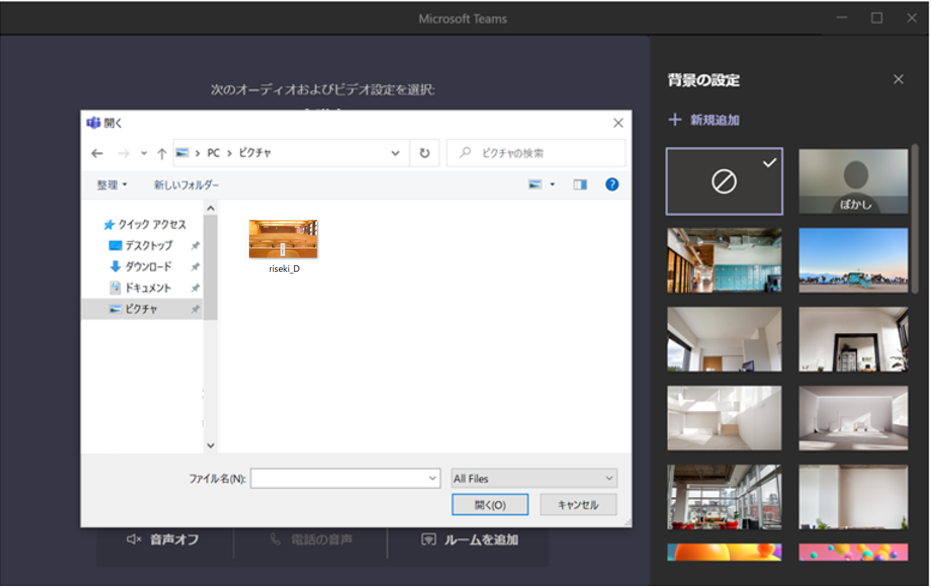 Microsoft Teams
次のオーディオおよびビデオ設定を選択:
背景の設定
+ 新規追加
ぼかし
開く
PC > ピクチャ
ピクチャの検索
整理
新しいフォルダー
クイック アクセス
デスクトップ
ダウンロード
ドキュメント
ピクチャ
riseki_D
ファイル名(N):
All Files
開く(O)
キャンセル
音声オフ
電話の音声
ルームを追加